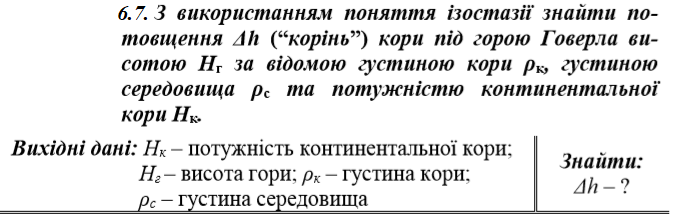 6.7. З використанням поняття ізостазії знайти по-
товщення Δh (“корінь”) кори під горою Говерла ви-
сотою Hг за відомою густиною кори ρк, густиною
середовища ρс та потужністю континентальної
кори Hк.
Вихідні дані: Hк – потужність континентальної кори;
Hг – висота гори; ρк – густина кори;
ρс – густина середовища
Знайти:
Δh – ?